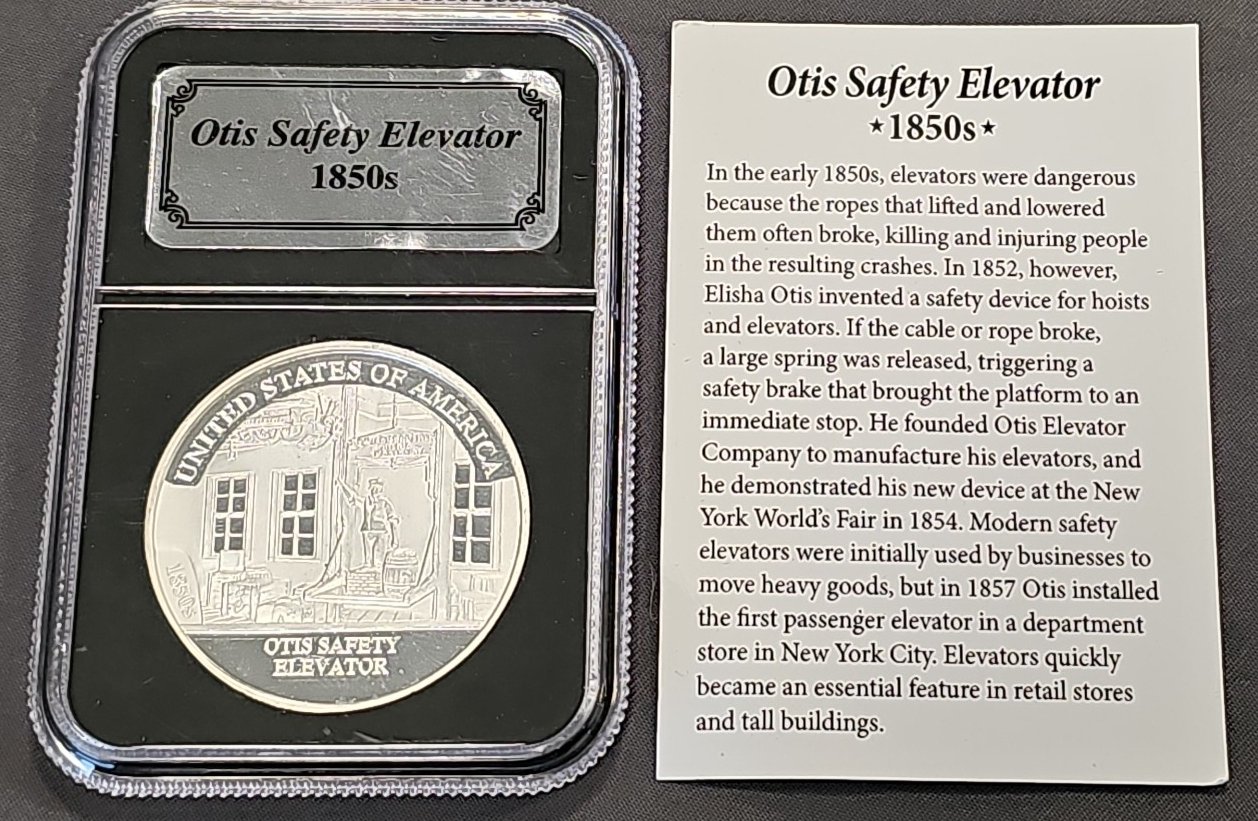 Otis Safety Elevator
1850s
UNITED STATES OF AMERICA
1850s
OTIS SAFETY
ELEVATOR
Otis Safety Elevator
★1850s★
In the early 1850s, elevators were dangerous
because the ropes that lifted and lowered
them often broke, killing and injuring people
in the resulting crashes. In 1852, however,
Elisha Otis invented a safety device for hoists
and elevators. If the cable or rope broke,
a large spring was released, triggering a
safety brake that brought the platform to an
immediate stop. He founded Otis Elevator
Company to manufacture his elevators, and
he demonstrated his new device at the New
York World's Fair in 1854. Modern safety
elevators were initially used by businesses to
move heavy goods, but in 1857 Otis installed
the first passenger elevator in a department
store in New York City. Elevators quickly
became an essential feature in retail stores
and tall buildings.